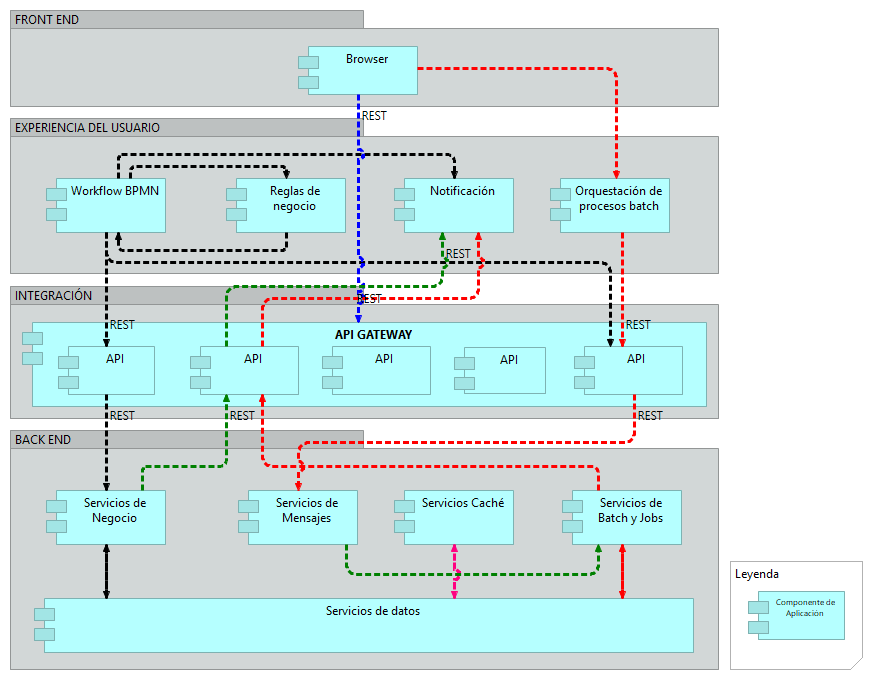 FRONT END
Browser
REST
EXPERIENCIA DEL USUARIO
Workflow BPMN
Reglas de
negocio
Notificación
Orquestación de
procesos batch
REST
INTEGRACIÓN
REST
REST
REST
API GATEWAY
API
API
API
API
API
REST
REST
REST
BACK END
Servicios de
Negocio
Servicios de
Mensajes
Servicios Caché
Servicios de
Batch y Jobs
Servicios de datos
Leyenda
Componente de
Aplicación